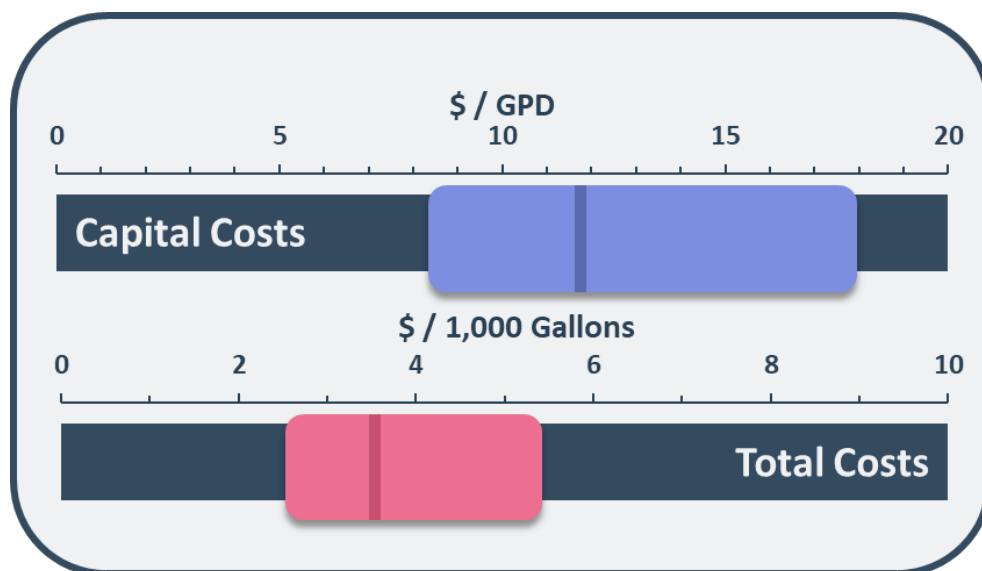 $ / GPD
0 5 10 15 20
Capital Costs
$ / 1,000 Gallons
0 2 4 6 8 10
Total Costs